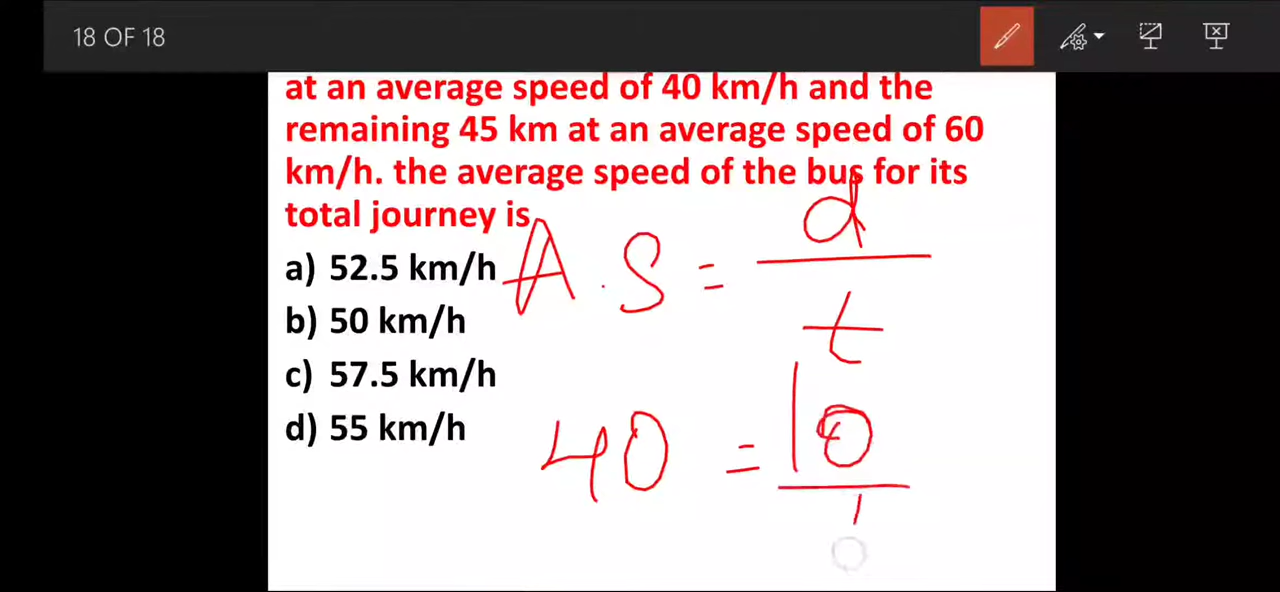 18 OF 18
at an average speed of 40 km/h and the
remaining 45 km at an average speed of 60
km/h. the average speed of the bus for its
total journey is
a) 52.5 km/h
b) 50 km/h
c) 57.5 km/h
d) 55 km/h
A.S = d
t
40 = 10